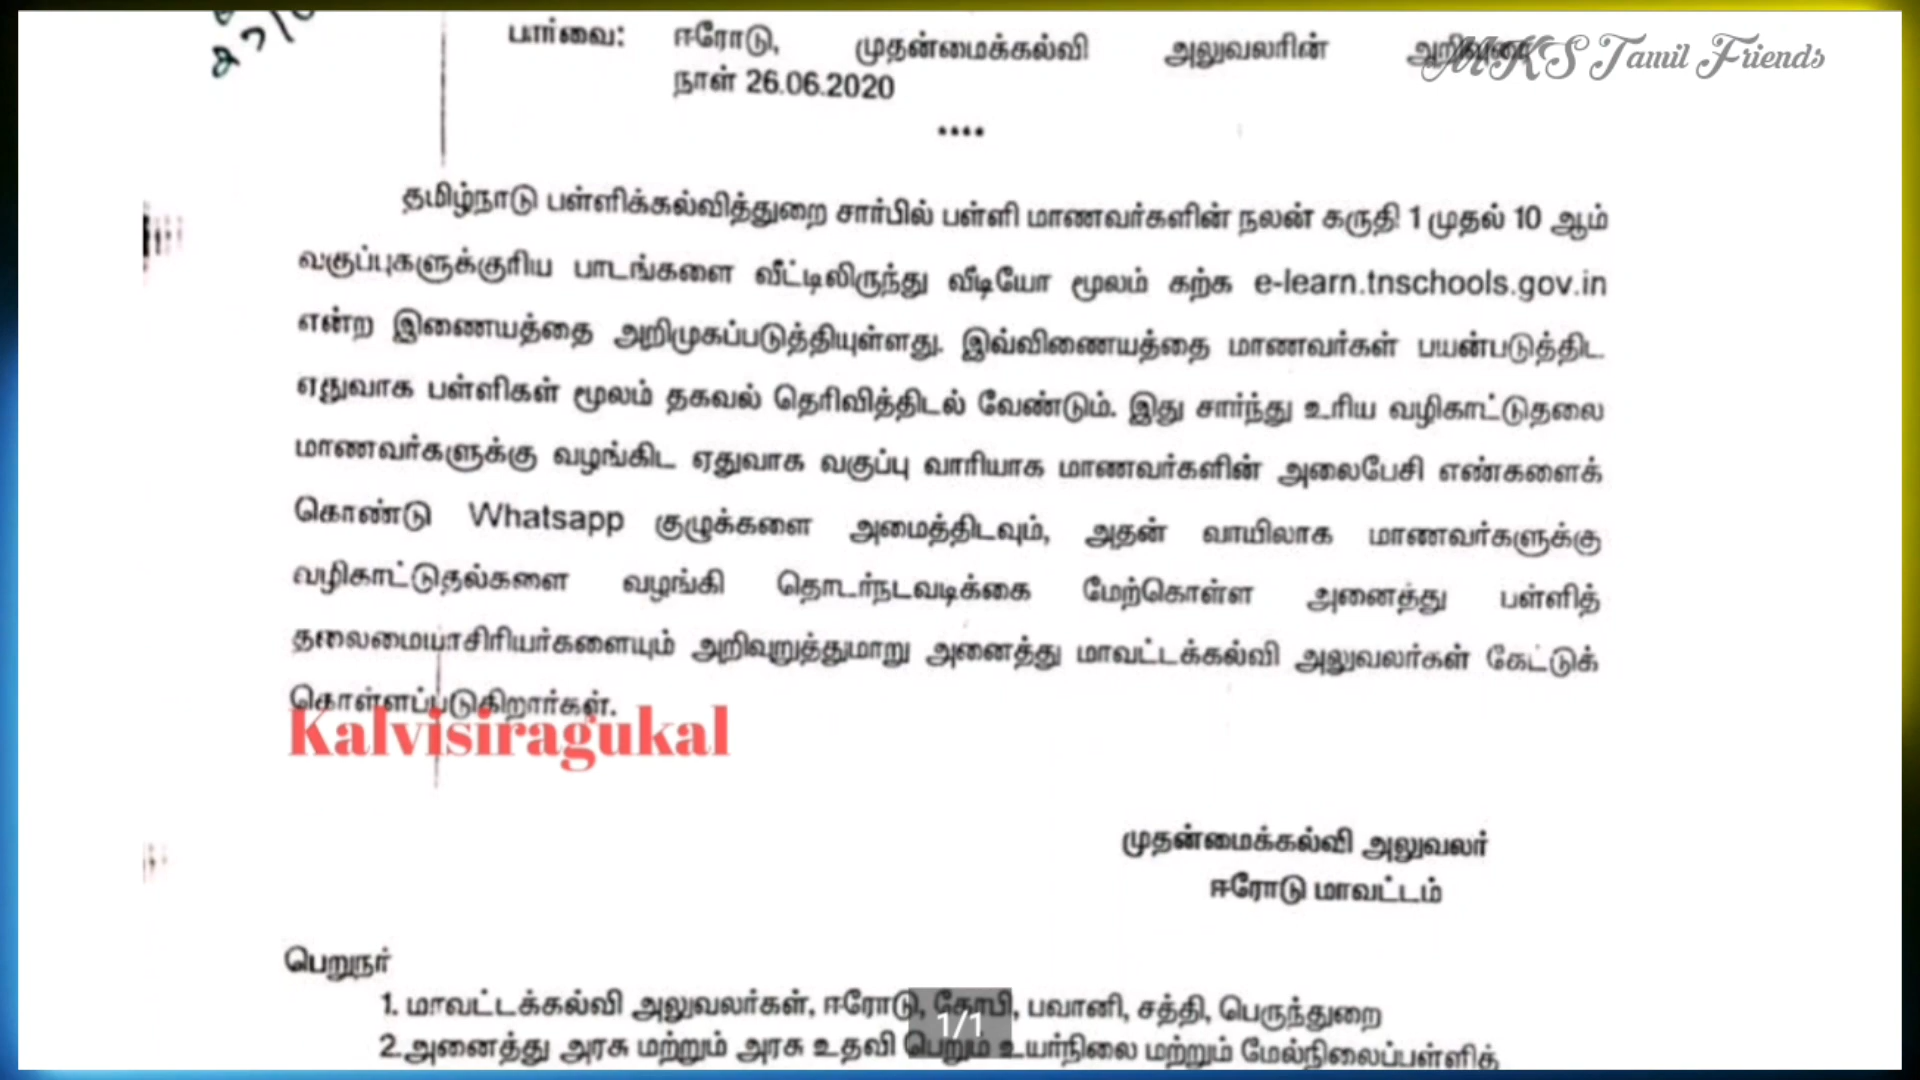 பார்வை: ஈரோடு, முதன்மைக்கல்வி அலுவலரின்
MKS Tamil Friends
நாள் 26.06.2020
****
தமிழ்நாடு பள்ளிக்கல்வித்துறை சார்பில் பள்ளி மாணவர்களின் நலன் கருதி 1 முதல் 10 ஆம்
வகுப்புகளுக்குரிய பாடங்களை வீட்டிலிருந்து வீடியோ மூலம் கற்க e-learn.tnschools.gov.in
என்ற இணையத்தை அறிமுகப்படுத்தியுள்ளது. இவ்விணையத்தை மாணவர்கள் பயன்படுத்திட
ஏதுவாக பள்ளிகள் மூலம் தகவல் தெரிவித்திடல் வேண்டும். இது சார்ந்து உரிய வழிகாட்டுதலை
மாணவர்களுக்கு வழங்கிட ஏதுவாக வகுப்பு வாரியாக மாணவர்களின் அலைபேசி எண்களைக்
கொண்டு Whatsapp குழுக்களை அமைத்திடவும், அதன் வாயிலாக மாணவர்களுக்கு
வழிகாட்டுதல்களை வழங்கி தொடர்நடவடிக்கை மேற்கொள்ள அனைத்து பள்ளித்
தலைமையாசிரியர்களையும் அறிவுறுத்துமாறு அனைத்து மாவட்டக்கல்வி அலுவலர்கள் கேட்டுக்
கொள்ளப்படுகிறார்கள்.
Kalvisiragukal
முதன்மைக்கல்வி அலுவலர்
ஈரோடு மாவட்டம்
பெறுநர்
1. மாவட்டக்கல்வி அலுவலர்கள், ஈரோடு, கோபி, பவானி, சத்தி, பெருந்துறை
1/1
2.அனைத்து அரசு மற்றும் அரசு உதவி பெறும் உயர்நிலை மற்றும் மேல்நிலைப்பள்ளித்